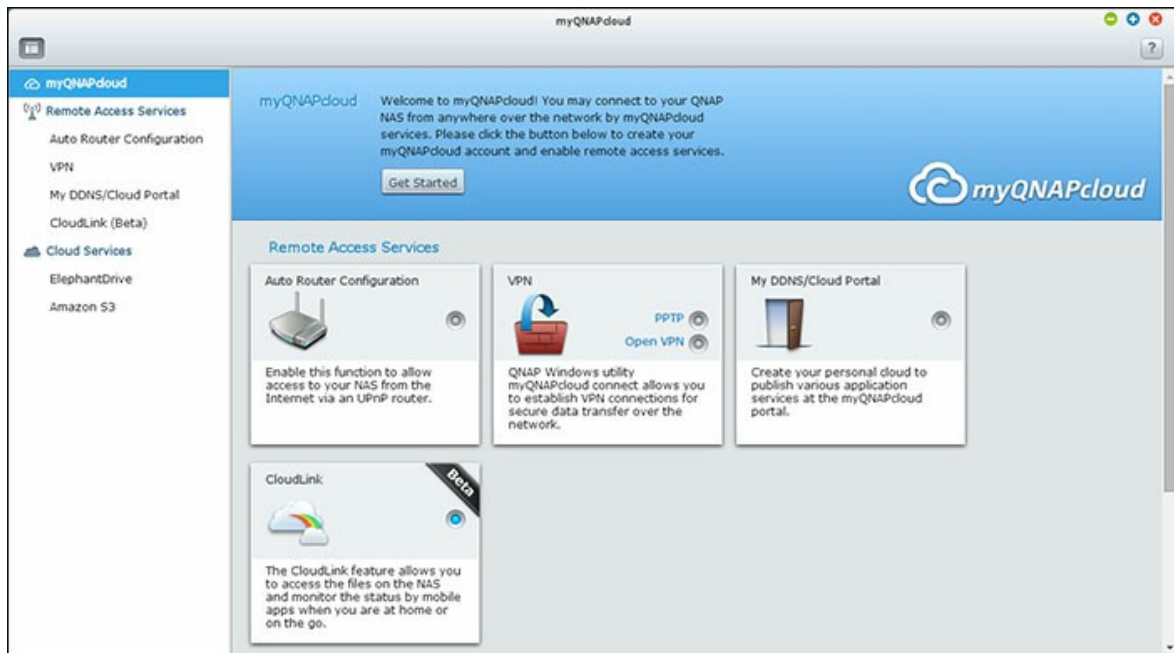 myQNAPcloud
?
myQNAPcloud
Remote Access Services
Auto Router Configuration
VPN
My DDNS/Cloud Portal
CloudLink (Beta)
Cloud Services
ElephantDrive
Amazon S3
myQNAPcloud
Welcome to myQNAPcloud! You may connect to your QNAP
NAS from anywhere over the network by myQNAPcloud
services. Please click the button below to create your
myQNAPcloud account and enable remote access services.
Get Started
myQNAPcloud
Remote Access Services
Auto Router Configuration
Enable this function to allow
access to your NAS from the
Internet via an UPnP router.
VPN
PPTP
Open VPN
QNAP Windows utility
myQNAPcloud connect allows you
to establish VPN connections for
secure data transfer over the
network.
My DDNS/Cloud Portal
Create your personal cloud to
publish various application
services at the myQNAPcloud
portal.
CloudLink
Beta
The CloudLink feature allows you
to access the files on the NAS
and monitor the status by mobile
apps when you are at home or
on the go.